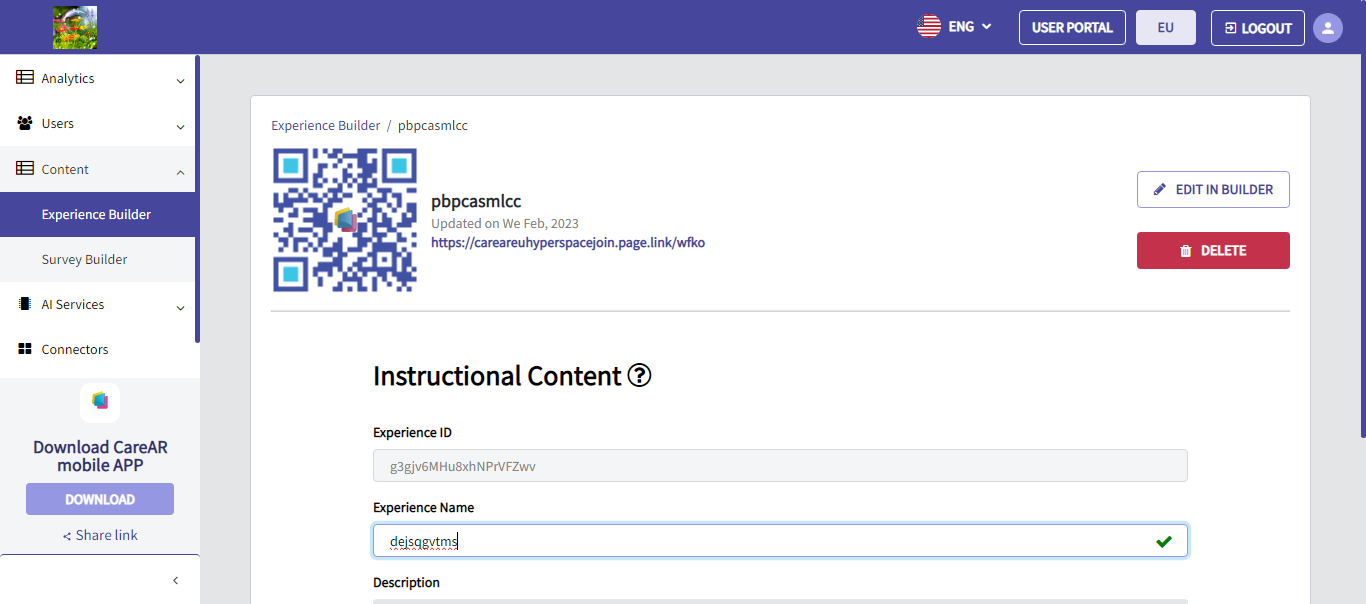 ENG
USER PORTAL
EU
LOGOUT
Analytics
Users
Content
Experience Builder
Survey Builder
AI Services
Connectors
Download CareAR
mobile APP
DOWNLOAD
Share link
Experience Builder / pbpcasmlcc
pbpcasmlcc
Updated on We Feb, 2023
https://careareuhyperspacejoin.page.link/wfko
EDIT IN BUILDER
DELETE
Instructional Content
Experience ID
g3gjv6MHu8xhNPrVFZwv
Experience Name
dejsqgvtms
Description